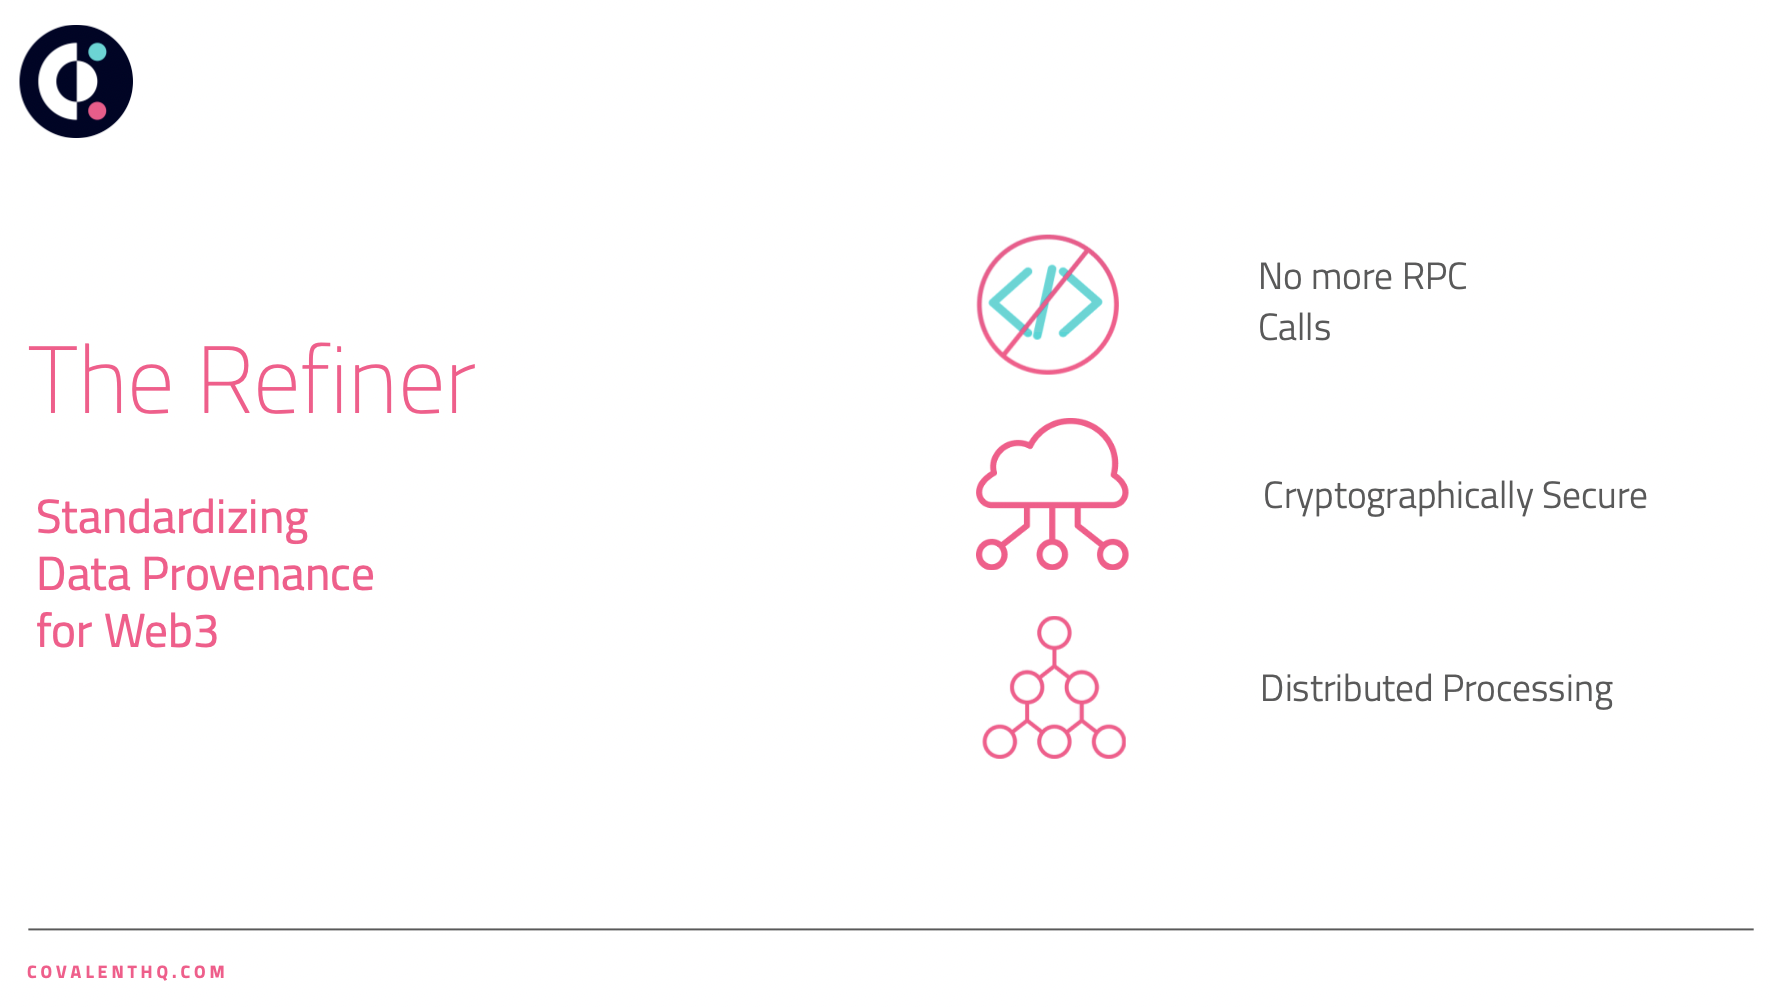 The Refiner
Standardizing
Data Provenance
for Web3
No more RPC
Calls
Cryptographically Secure
Distributed Processing
COVALENTHQ.COM